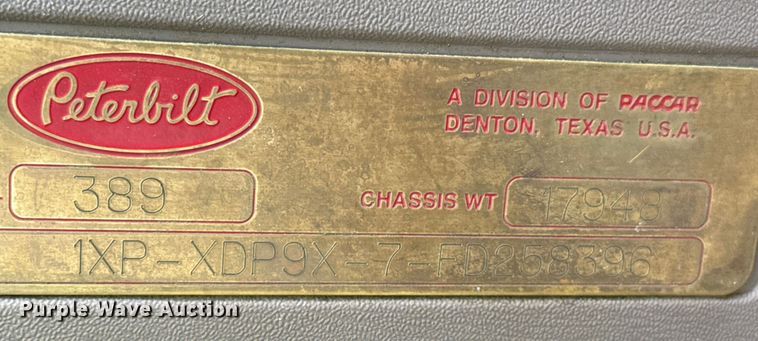 Peterbilt
A DIVISION OF PACCAR
DENTON, TEXAS U.S.A.
389
CHASSIS WT 17948
1XP-XDP9X-7-FD258396
Purple Wave Auction